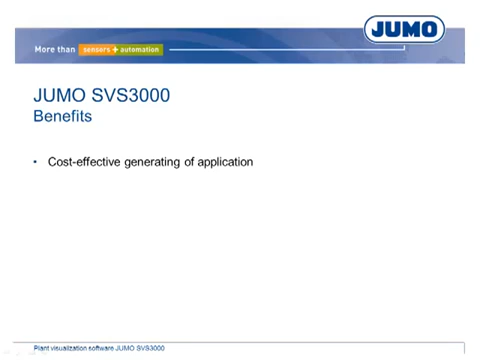 JUMO
More than sensors + automation
JUMO SVS3000
Benefits
• Cost-effective generating of application
Plant visualization software JUMO SVS3000